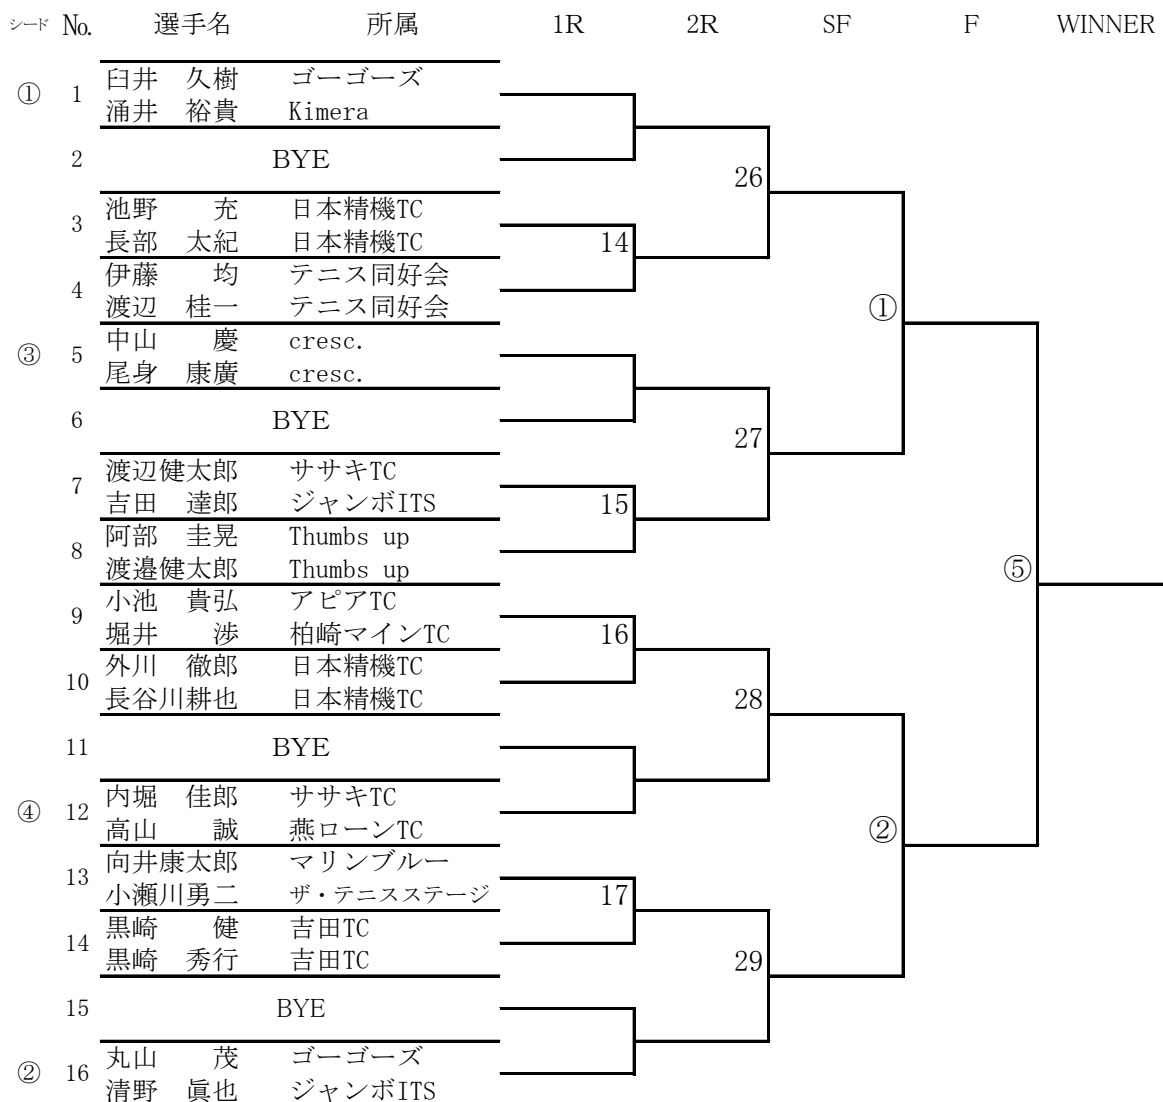 シード No. 選手名 所属 1R 2R SF F WINNER
臼井 久樹 ゴーゴーズ
① 1
涌井 裕貴 Kimera
2 BYE
26
池野 充 日本精機TC
3
長部 太紀 日本精機TC 14
伊藤 均 テニス同好会
4
渡辺 桂一 テニス同好会 ①
中山 慶 cresc.
③ 5
尾身 康廣 cresc.
6 BYE
27
渡辺健太郎 ササキTC
7
吉田 達郎 ジャンボITS 15
阿部 圭晃 Thumbs up
8
渡邉健太郎 Thumbs up ⑤
小池 貴弘 アピアTC
9
堀井 渉 柏崎マインTC 16
外川 徹郎 日本精機TC
10
長谷川耕也 日本精機TC 28
11 BYE
内堀 佳郎 ササキTC
④ 12
高山 誠 燕ローンTC ②
向井康太郎 マリンブルー
13
小瀬川勇二 ザ・テニスステージ 17
黒崎 健 吉田TC
14
黒崎 秀行 吉田TC 29
15 BYE
丸山 茂 ゴーゴーズ
② 16
清野 眞也 ジャンボITS